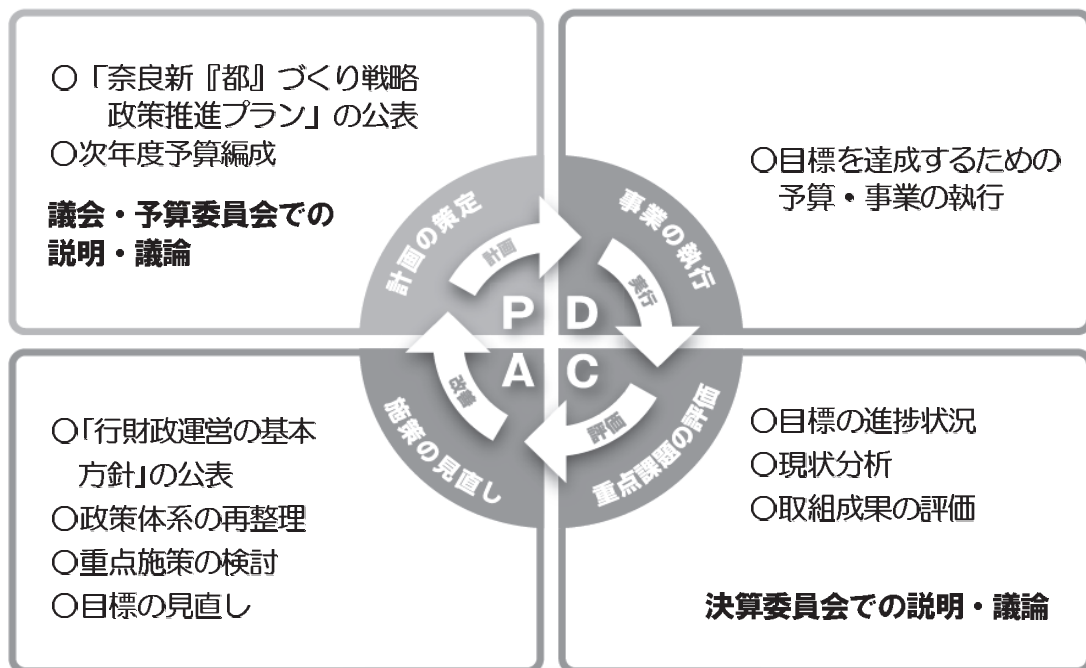 ○「奈良新『都』づくり戦略
政策推進プラン」の公表
○次年度予算編成
議会・予算委員会での
説明・議論
○目標を達成するための
予算・事業の執行
計画の策定
事業の執行
計画
実行
P
D
A
C
改善
評価
施策の見直し
重点課題の評価
○「行財政運営の基本
方針」の公表
○政策体系の再整理
○重点施策の検討
○目標の見直し
○目標の進捗状況
○現状分析
○取組成果の評価
決算委員会での説明・議論